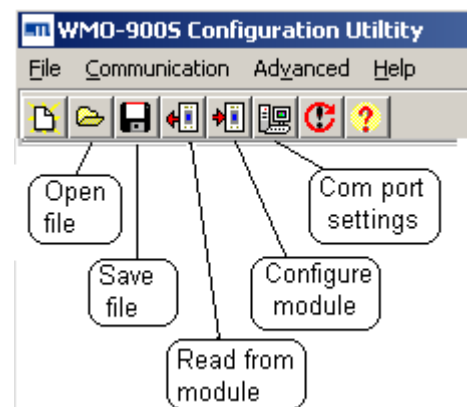 WMO-900S Configuration Utiltity
File Communication Advanced Help
?
Open
file
Com port
settings
Save
file
Configure
module
Read from
module